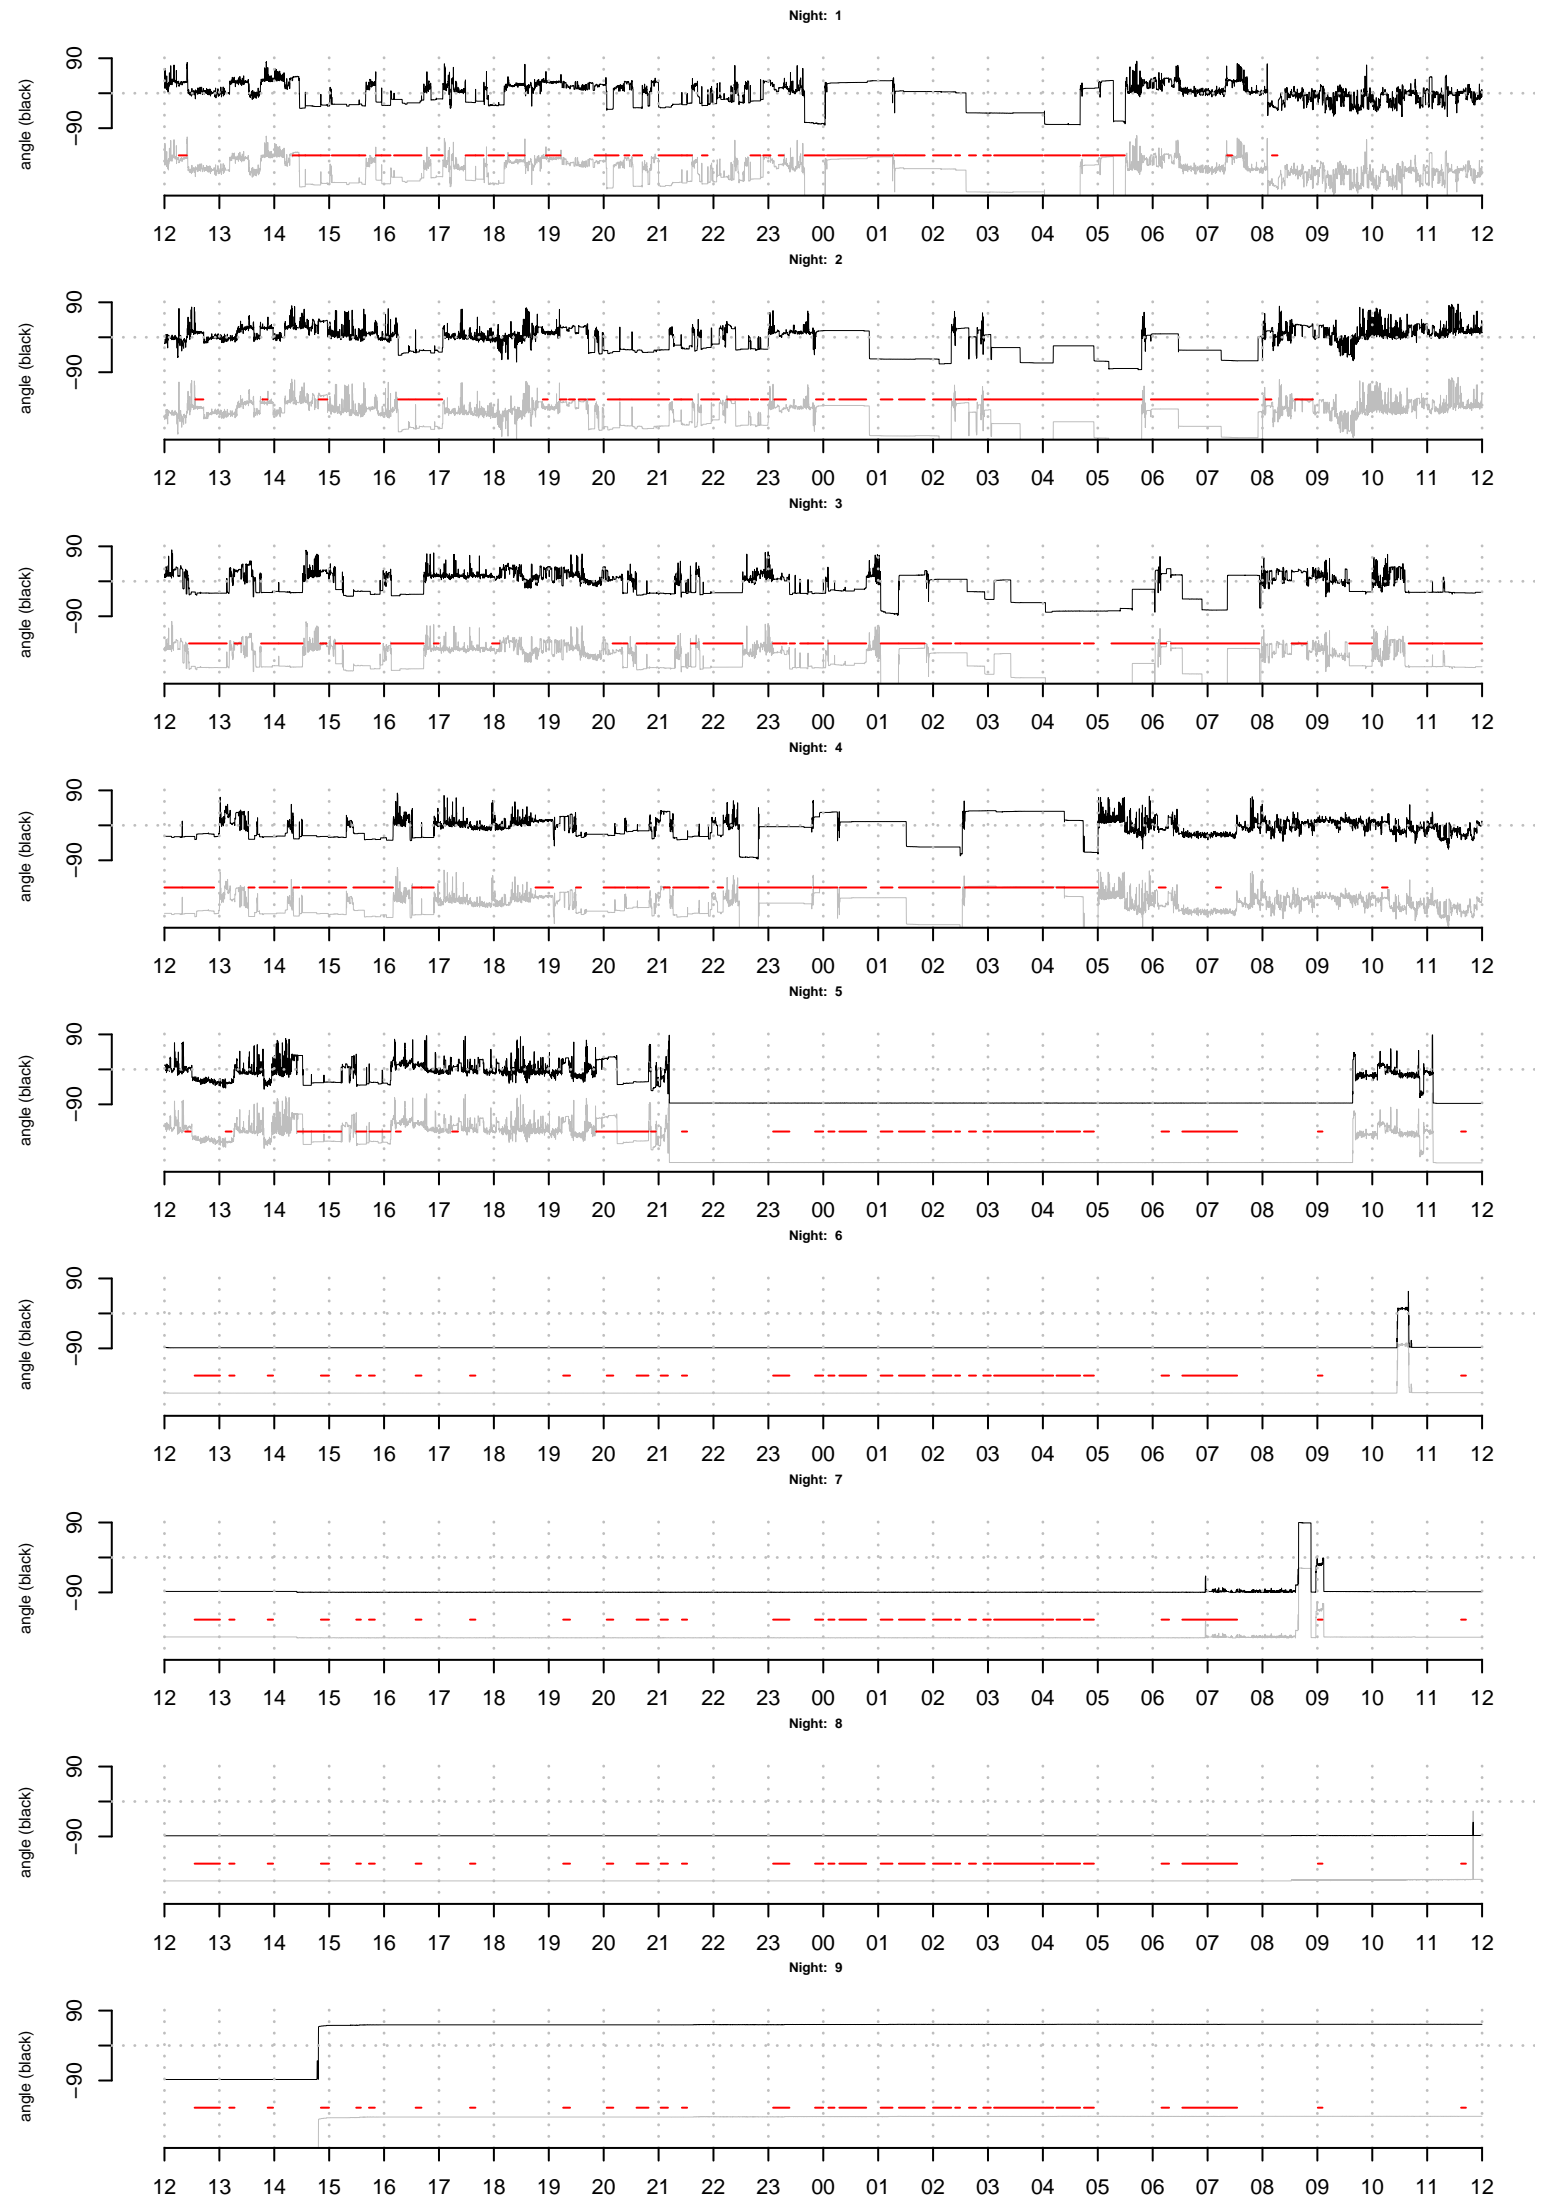 Night: 1
angle (black)
90
-90
12 13 14 15 16 17 18 19 20 21 22 23 00 01 02 03 04 05 06 07 08 09 10 11 12
Night: 2
angle (black)
90
-90
12 13 14 15 16 17 18 19 20 21 22 23 00 01 02 03 04 05 06 07 08 09 10 11 12
Night: 3
angle (black)
90
-90
12 13 14 15 16 17 18 19 20 21 22 23 00 01 02 03 04 05 06 07 08 09 10 11 12
Night: 4
angle (black)
90
-90
12 13 14 15 16 17 18 19 20 21 22 23 00 01 02 03 04 05 06 07 08 09 10 11 12
Night: 5
angle (black)
90
-90
12 13 14 15 16 17 18 19 20 21 22 23 00 01 02 03 04 05 06 07 08 09 10 11 12
Night: 6
angle (black)
90
-90
12 13 14 15 16 17 18 19 20 21 22 23 00 01 02 03 04 05 06 07 08 09 10 11 12
Night: 7
angle (black)
90
-90
12 13 14 15 16 17 18 19 20 21 22 23 00 01 02 03 04 05 06 07 08 09 10 11 12
Night: 8
angle (black)
90
-90
12 13 14 15 16 17 18 19 20 21 22 23 00 01 02 03 04 05 06 07 08 09 10 11 12
Night: 9
angle (black)
90
-90
12 13 14 15 16 17 18 19 20 21 22 23 00 01 02 03 04 05 06 07 08 09 10 11 12